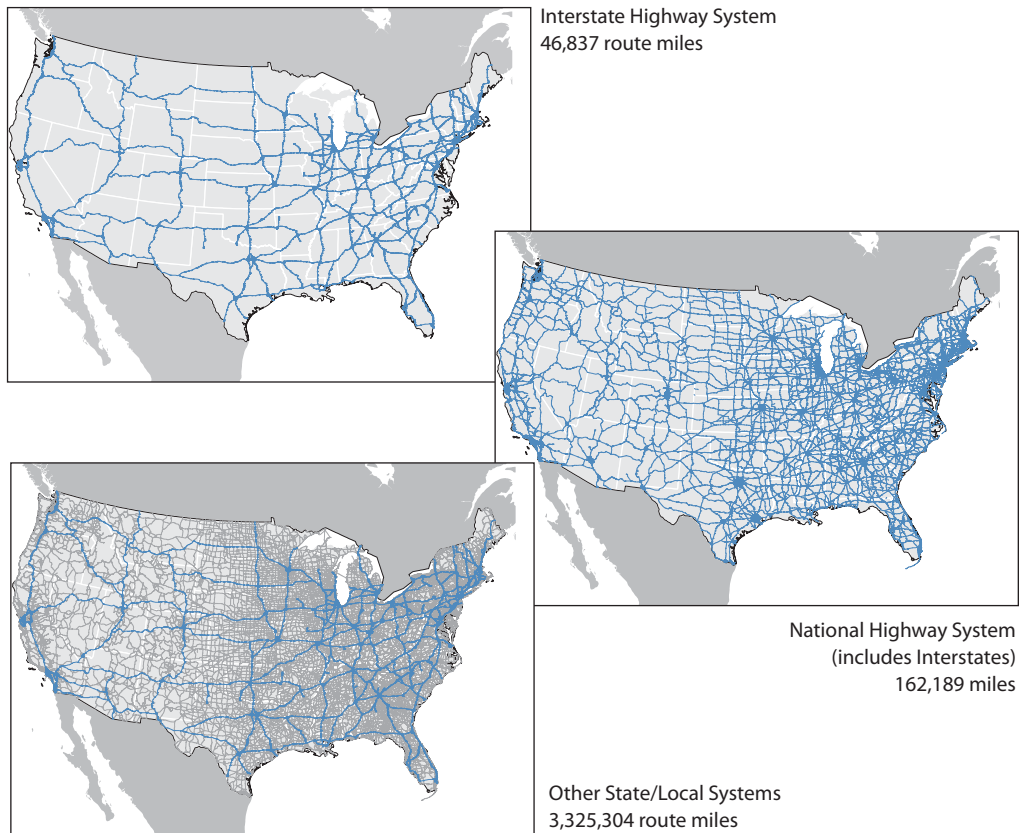 Interstate Highway System
46,837 route miles
National Highway System
(includes Interstates)
162,189 miles
Other State/Local Systems
3,325,304 route miles